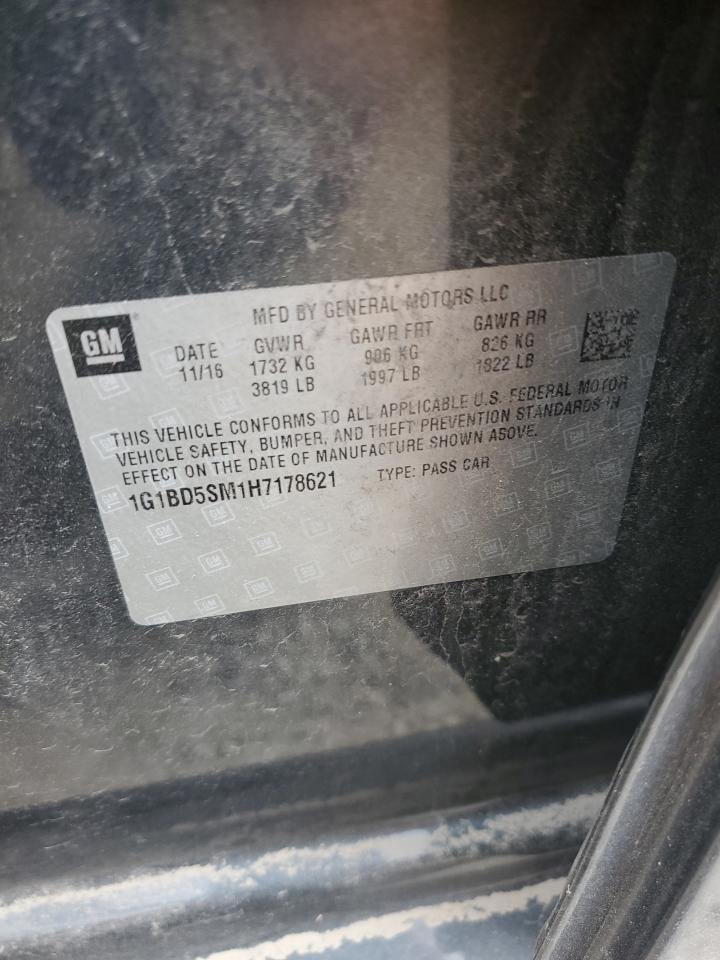 GM
MFD BY GENERAL MOTORS LLC
DATE GVWR GAWR FRT GAWR RR
11/16 1732 KG 906 KG 826 KG
3819 LB 1997 LB 1822 LB
THIS VEHICLE CONFORMS TO ALL APPLICABLE U.S. FEDERAL MOTOR
VEHICLE SAFETY, BUMPER, AND THEFT PREVENTION STANDARDS IN
EFFECT ON THE DATE OF MANUFACTURE SHOWN ABOVE.
1G1BD5SM1H7178621 TYPE: PASS CAR